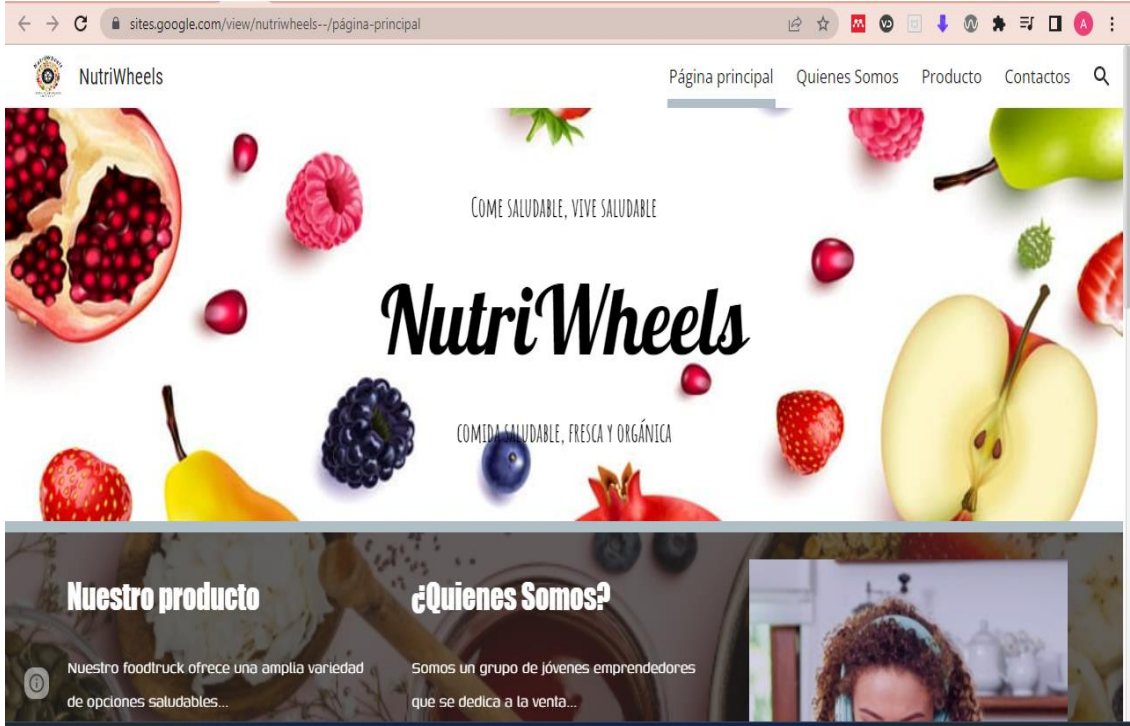 sites.google.com/view/nutriwheels--/página-principal
A
NutriWheels
Página principal
Quienes Somos
Producto
Contactos
Come saludable, vive saludable
NutriWheels
comida saludable, fresca y orgánica
Nuestro producto
Nuestro foodtruck ofrece una amplia variedad
de opciones saludables...
¿Quienes Somos?
Somos un grupo de jóvenes emprendedores
que se dedica a la venta...